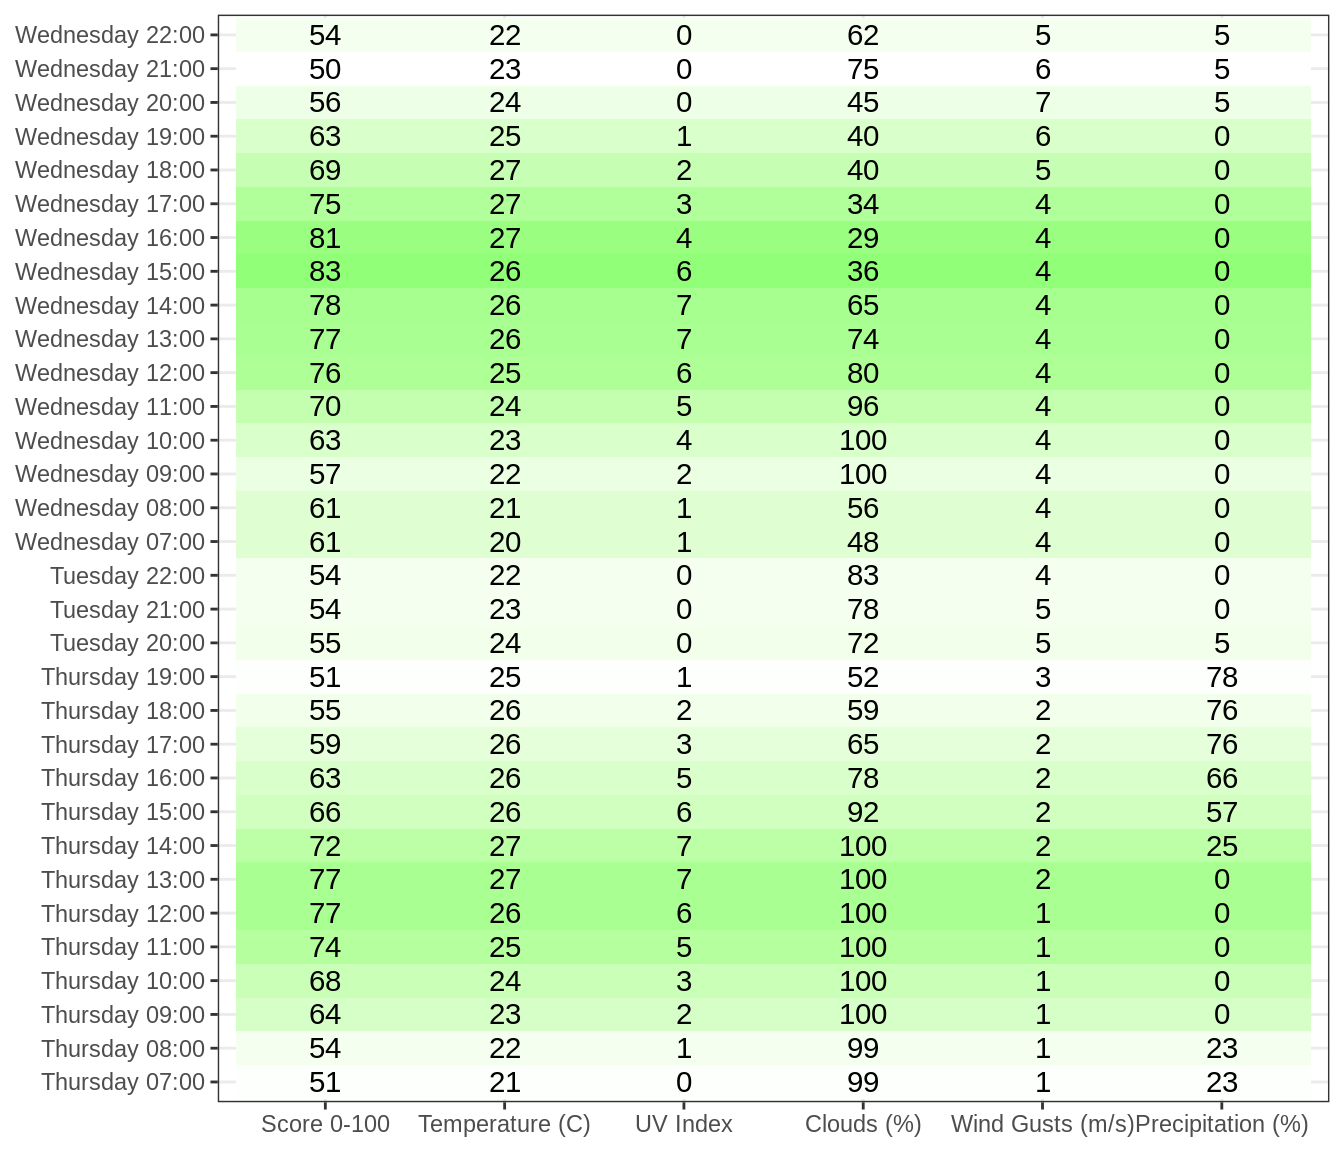 Wednesday 22:00 54 22 0 62 5 5
Wednesday 21:00 50 23 0 75 6 5
Wednesday 20:00 56 24 0 45 7 5
Wednesday 19:00 63 25 1 40 6 0
Wednesday 18:00 69 27 2 40 5 0
Wednesday 17:00 75 27 3 34 4 0
Wednesday 16:00 81 27 4 29 4 0
Wednesday 15:00 83 26 6 36 4 0
Wednesday 14:00 78 26 7 65 4 0
Wednesday 13:00 77 26 7 74 4 0
Wednesday 12:00 76 25 6 80 4 0
Wednesday 11:00 70 24 5 96 4 0
Wednesday 10:00 63 23 4 100 4 0
Wednesday 09:00 57 22 2 100 4 0
Wednesday 08:00 61 21 1 56 4 0
Wednesday 07:00 61 20 1 48 4 0
Tuesday 22:00 54 22 0 83 4 0
Tuesday 21:00 54 23 0 78 5 0
Tuesday 20:00 55 24 0 72 5 5
Thursday 19:00 51 25 1 52 3 78
Thursday 18:00 55 26 2 59 2 76
Thursday 17:00 59 26 3 65 2 76
Thursday 16:00 63 26 5 78 2 66
Thursday 15:00 66 26 6 92 2 57
Thursday 14:00 72 27 7 100 2 25
Thursday 13:00 77 27 7 100 2 0
Thursday 12:00 77 26 6 100 1 0
Thursday 11:00 74 25 5 100 1 0
Thursday 10:00 68 24 3 100 1 0
Thursday 09:00 64 23 2 100 1 0
Thursday 08:00 54 22 1 99 1 23
Thursday 07:00 51 21 0 99 1 23
Score 0-100 Temperature (C) UV Index Clouds (%) Wind Gusts (m/s) Precipitation (%)